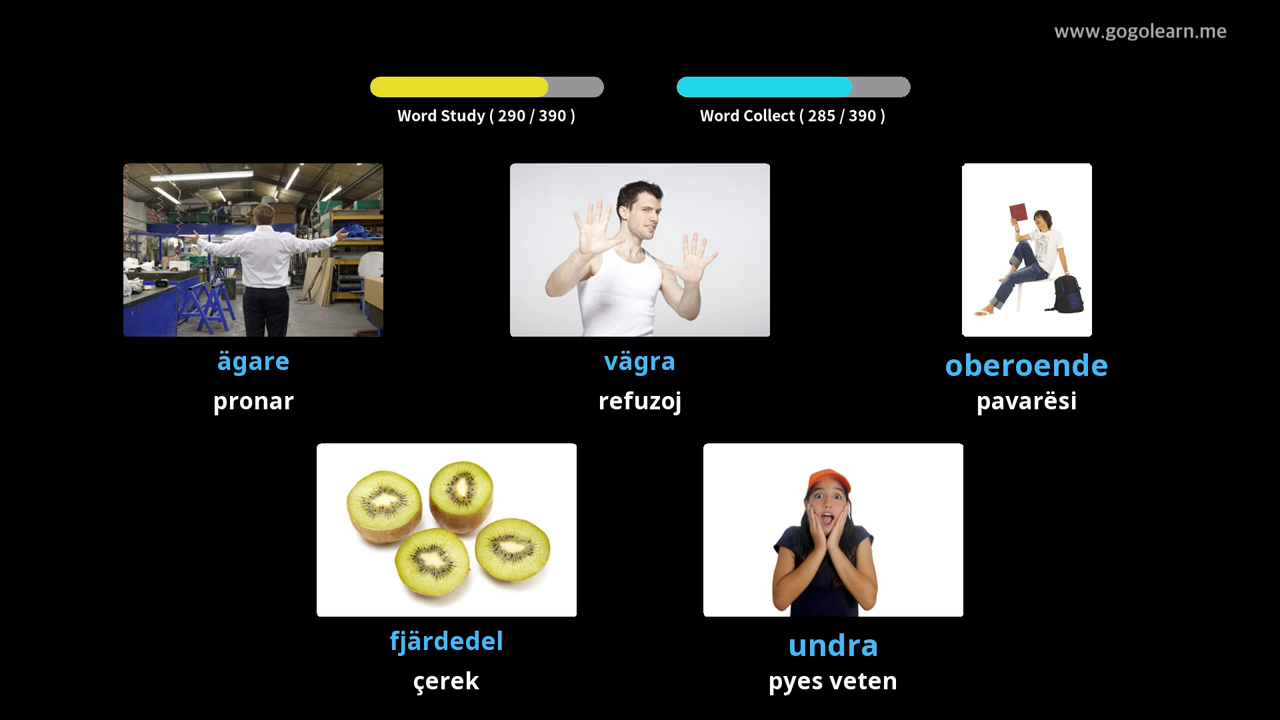 www.gogolearn.me
Word Study ( 290 / 390 )
Word Collect ( 285 / 390 )
ägare
vägra
oberoende
pronar
refuzoj
pavarësi
fjärdedel
undra
çerek
pyes veten